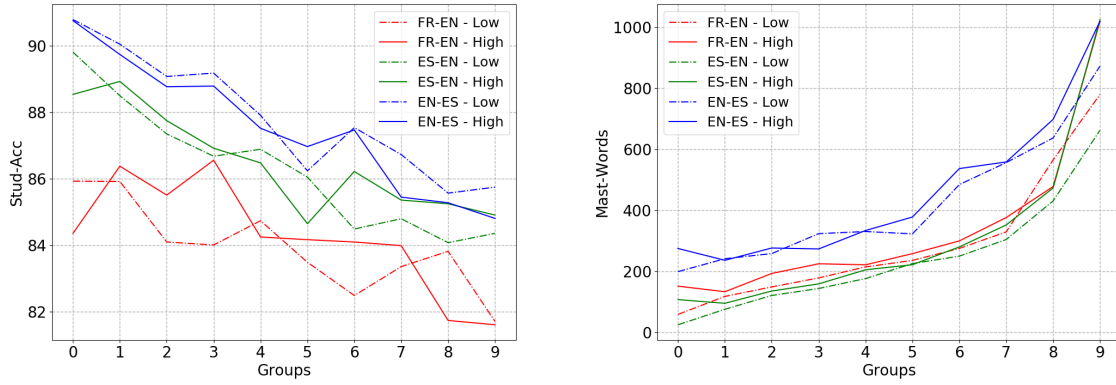 FR-EN - Low
FR-EN - High
ES-EN - Low
ES-EN - High
EN-ES - Low
EN-ES - High
90
88
86
84
82
Stud-Acc
0 1 2 3 4 5 6 7 8 9
Groups
FR-EN - Low
FR-EN - High
ES-EN - Low
ES-EN - High
EN-ES - Low
EN-ES - High
1000
800
600
400
200
0
Mast-Words
0 1 2 3 4 5 6 7 8 9
Groups